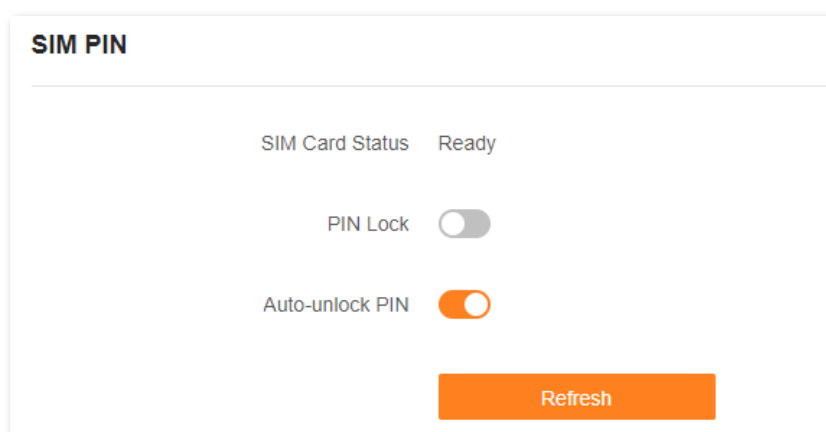 SIM PIN
SIM Card Status Ready
PIN Lock
Auto-unlock PIN
Refresh